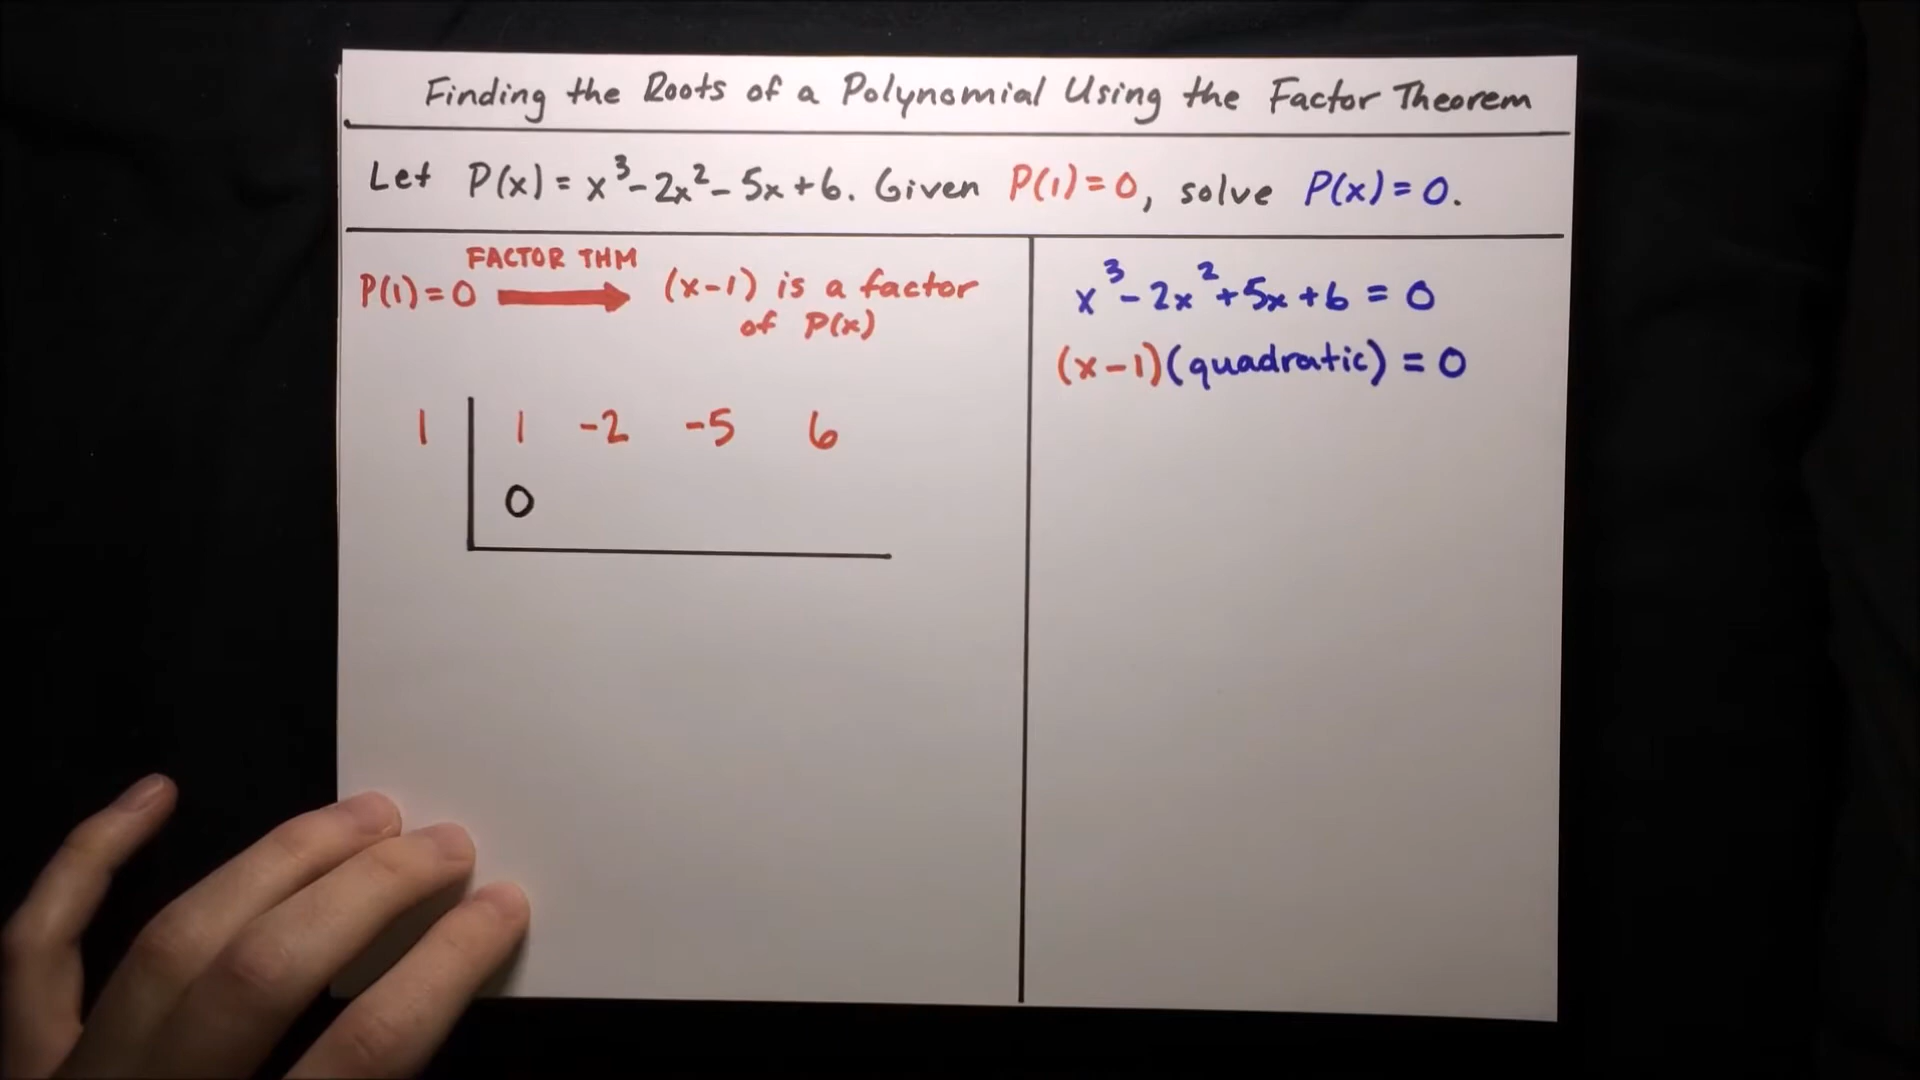 Finding the Roots of a Polynomial Using the Factor Theorem
Let P(x) = x³ - 2x² - 5x + 6. Given P(1) = 0, solve P(x) = 0.
FACTOR THM
P(1) = 0 → (x-1) is a factor
of P(x)
1 | 1 -2 -5 6
0
x³ - 2x² + 5x + 6 = 0
(x-1)(quadratic) = 0